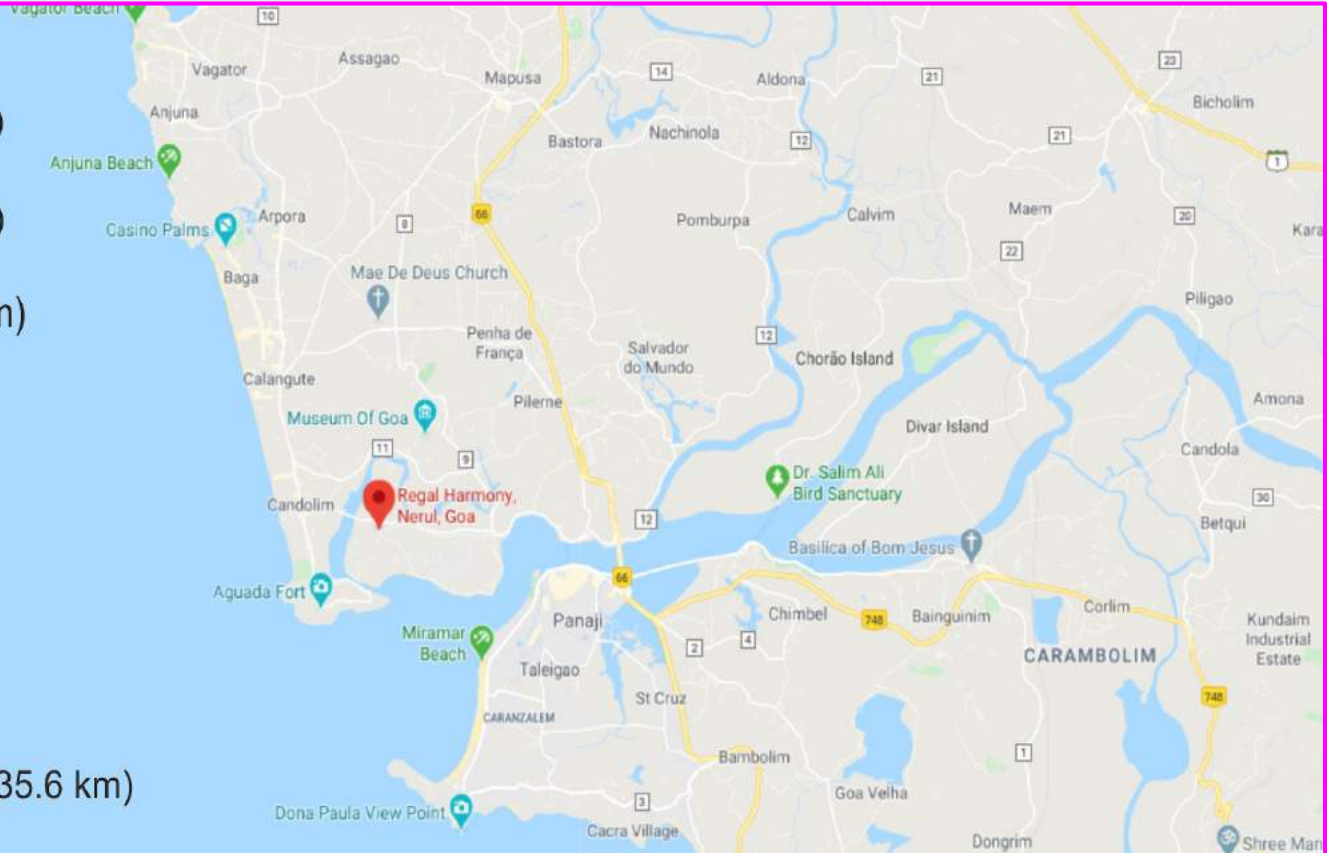 Vagator Beach
10
Vagator
Assagao
Mapusa
14
Aldona
21
23
Bicholim
)
Anjuna
Bastora
Nachinola
12
21
1
Anjuna Beach
)
Casino Palms
Arpora
8
66
Pomburpa
Calvim
Maem
20
22
Kara
Baga
Mae De Deus Church
m)
Piligao
Penha de
França
12
Salvador
do Mundo
Chorão Island
Calangute
Pilerne
Amona
Museum Of Goa
Divar Island
11
9
Candola
Candolim
Regal Harmony,
Nerul, Goa
Dr. Salim Ali
Bird Sanctuary
30
12
Betqui
Basilica of Bom Jesus
Aguada Fort
66
Panaji
Chimbel
748
Bainguinim
Corlim
Kundaim
Industrial
Estate
Miramar
Beach
2
4
CARAMBOLIM
Taleigao
St Cruz
748
CARANZALEM
Bambolim
1
35.6 km)
Goa Velha
Dona Paula View Point
3
Cacra Village
Dongrim
Shree Man